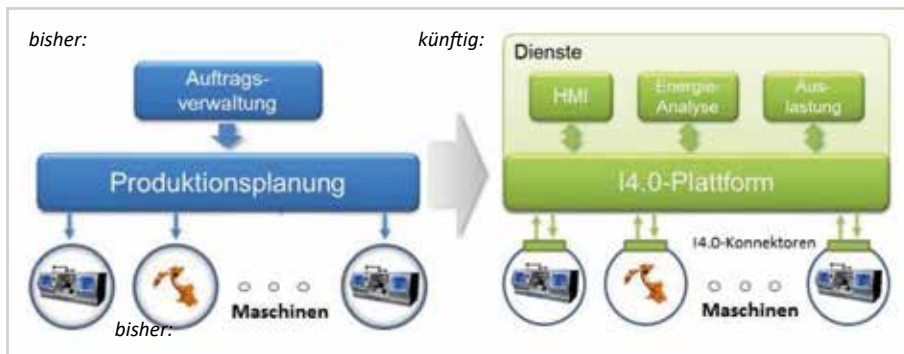 bisher:
Auftrags-
verwaltung
Produktionsplanung
Maschinen
bisher:
künftig:
Dienste
HMI
Energie-
Analyse
Aus-
lastung
I4.0-Plattform
I4.0-Konnektoren
Maschinen